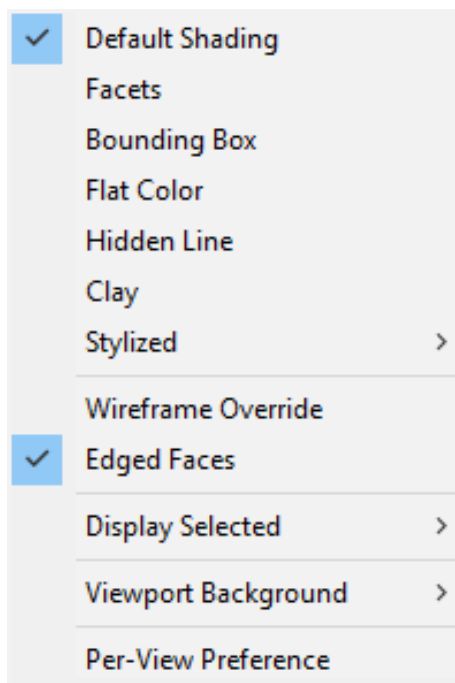 Default Shading
Facets
Bounding Box
Flat Color
Hidden Line
Clay
Stylized
Wireframe Override
Edged Faces
Display Selected
Viewport Background
Per-View Preference